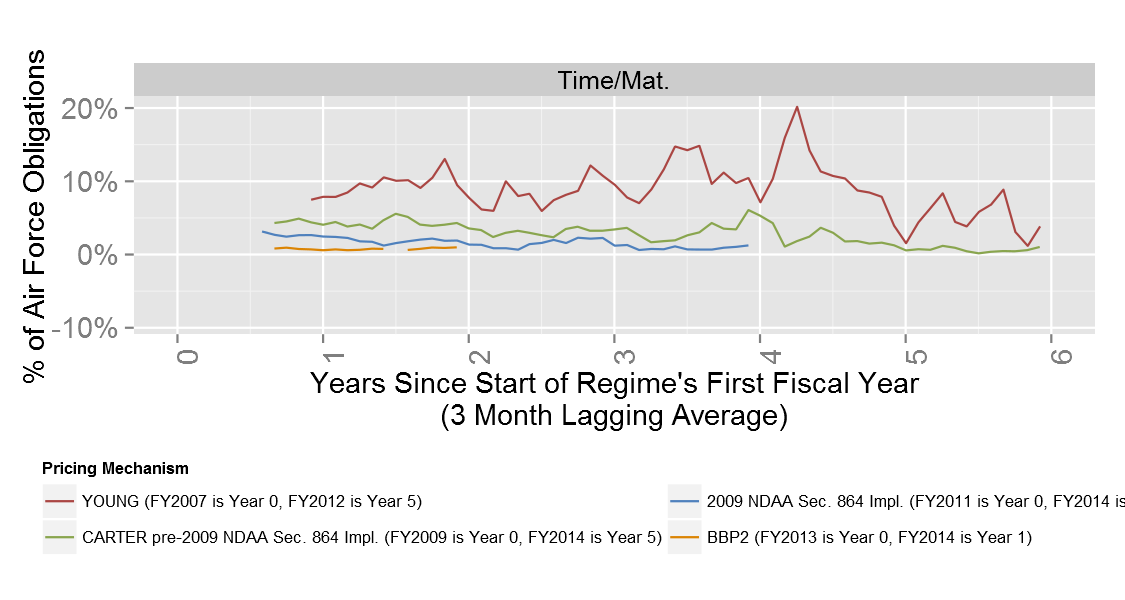 Time/Mat.
% of Air Force Obligations
20%
10%
0%
-10%
0
1
2
3
4
5
6
Years Since Start of Regime's First Fiscal Year
(3 Month Lagging Average)
Pricing Mechanism
YOUNG (FY2007 is Year 0, FY2012 is Year 5)
CARTER pre-2009 NDAA Sec. 864 Impl. (FY2009 is Year 0, FY2014 is Year 5)
2009 NDAA Sec. 864 Impl. (FY2011 is Year 0, FY2014 is
BBP2 (FY2013 is Year 0, FY2014 is Year 1)